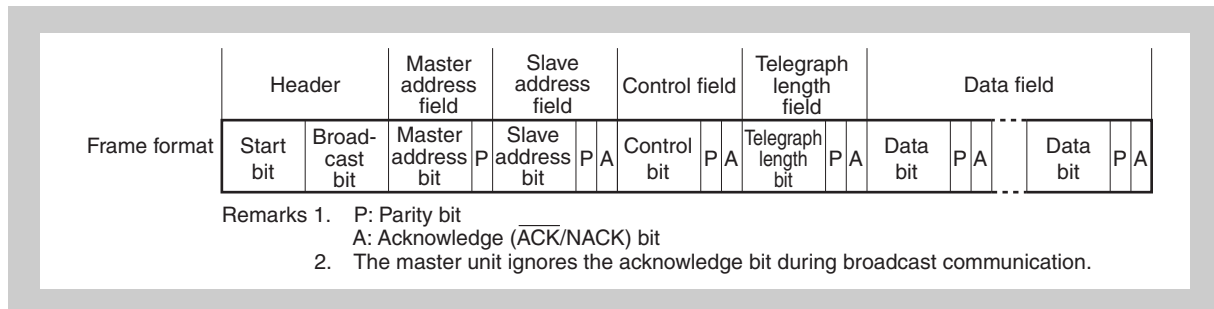 Header
Master address field
Slave address field
Control field
Telegraph length field
Data field
Frame format
Start bit
Broad-cast bit
Master address bit
P
Slave address bit
P
A
Control bit
P
A
Telegraph length bit
P
A
Data bit
P
A
Data bit
P
A
Remarks 1. P: Parity bit
A: Acknowledge (A̅C̅K̅/NACK) bit
2. The master unit ignores the acknowledge bit during broadcast communication.